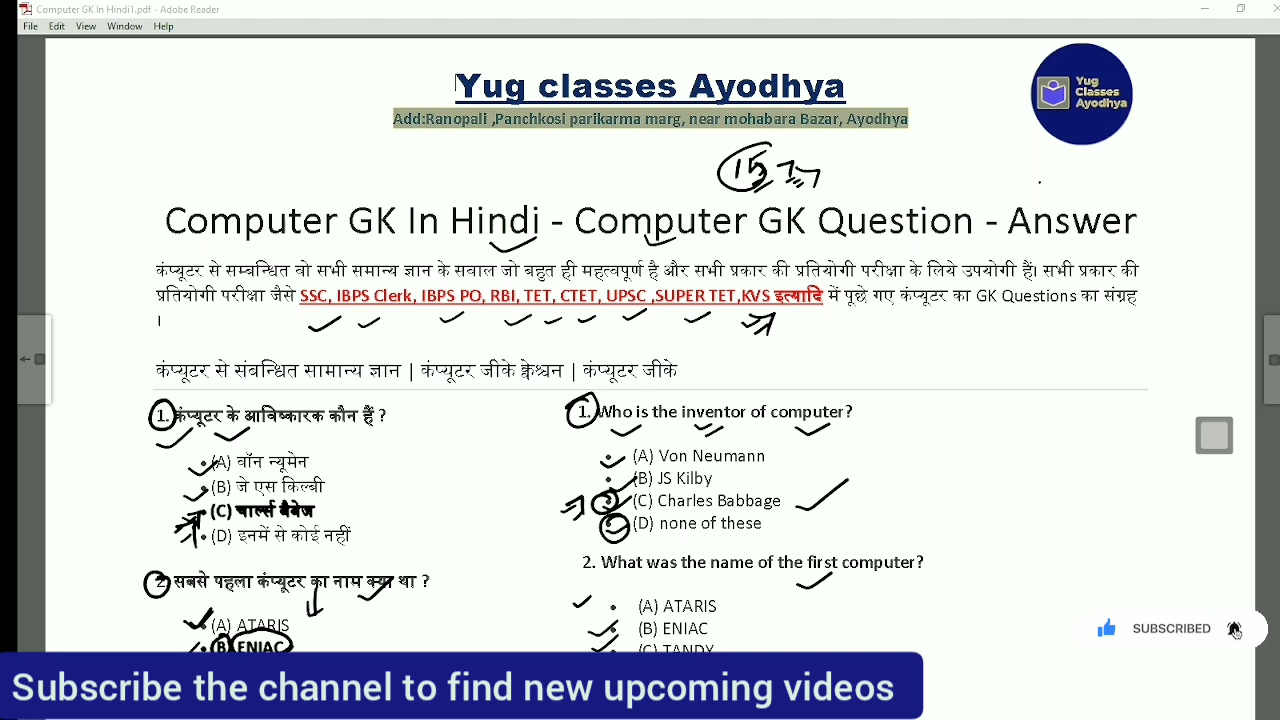 Computer GK In Hindi1.pdf - Adobe Reader
File Edit View Window Help
Yug classes Ayodhya
Add:Ranopali ,Panchkosi parikarma marg, near mohabara Bazar, Ayodhya
Yug
Classes
Ayodhya
15
Computer GK In Hindi - Computer GK Question - Answer
कंप्यूटर से सम्बन्धित वो सभी समान्य ज्ञान के सवाल जो बहुत ही महत्वपूर्ण है और सभी प्रकार की प्रतियोगी परीक्षा के लिये उपयोगी हैं। सभी प्रकार की
प्रतियोगी परीक्षा जैसे SSC, IBPS Clerk, IBPS PO, RBI, TET, CTET, UPSC ,SUPER TET,KVS इत्यादि में पूछे गए कंप्यूटर का GK Questions का संग्रह
।
कंप्यूटर से संबन्धित सामान्य ज्ञान | कंप्यूटर जीके क्वेश्चन | कंप्यूटर जीके
1. कंप्यूटर के आविष्कारक कौन हैं ?
(A) वॉन न्यूमेन
(B) जे एस किल्बी
(C) चार्ल्स बैबेज
(D) इनमें से कोई नहीं
2. सबसे पहला कंप्यूटर का नाम क्या था ?
(A) ATARIS
(B) ENIAC
1. Who is the inventor of computer?
(A) Von Neumann
(B) JS Kilby
(C) Charles Babbage
(D) none of these
2. What was the name of the first computer?
(A) ATARIS
(B) ENIAC
(C) TANDY
SUBSCRIBED
Subscribe the channel to find new upcoming videos